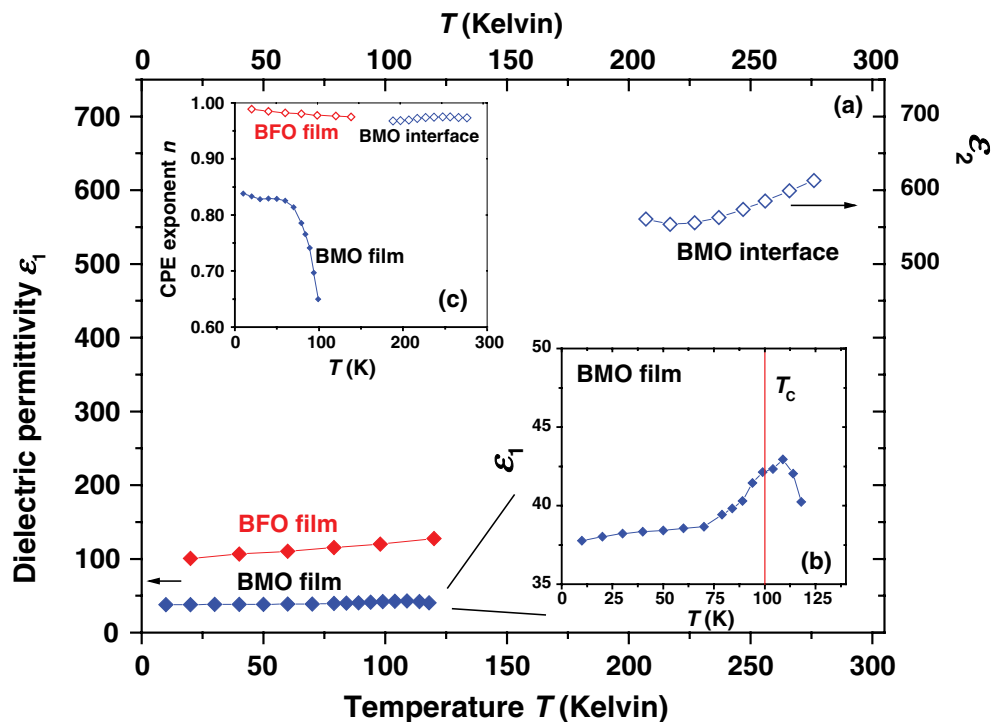 T (Kelvin)
0 50 100 150 200 250 300
(a)
Dielectric permittivity ε1
700
600
500
400
300
200
100
0
ε2
700
600
500
BMO interface
BFO film
BMO film
0 50 100 150 200 250 300
Temperature T (Kelvin)
CPE exponent n
1.00
0.90
0.80
0.70
0.60
BFO film
BMO interface
BMO film
(c)
0 100 200 300
T (K)
ε1
50
45
40
35
BMO film
TC
(b)
0 25 50 75 100 125
T (K)